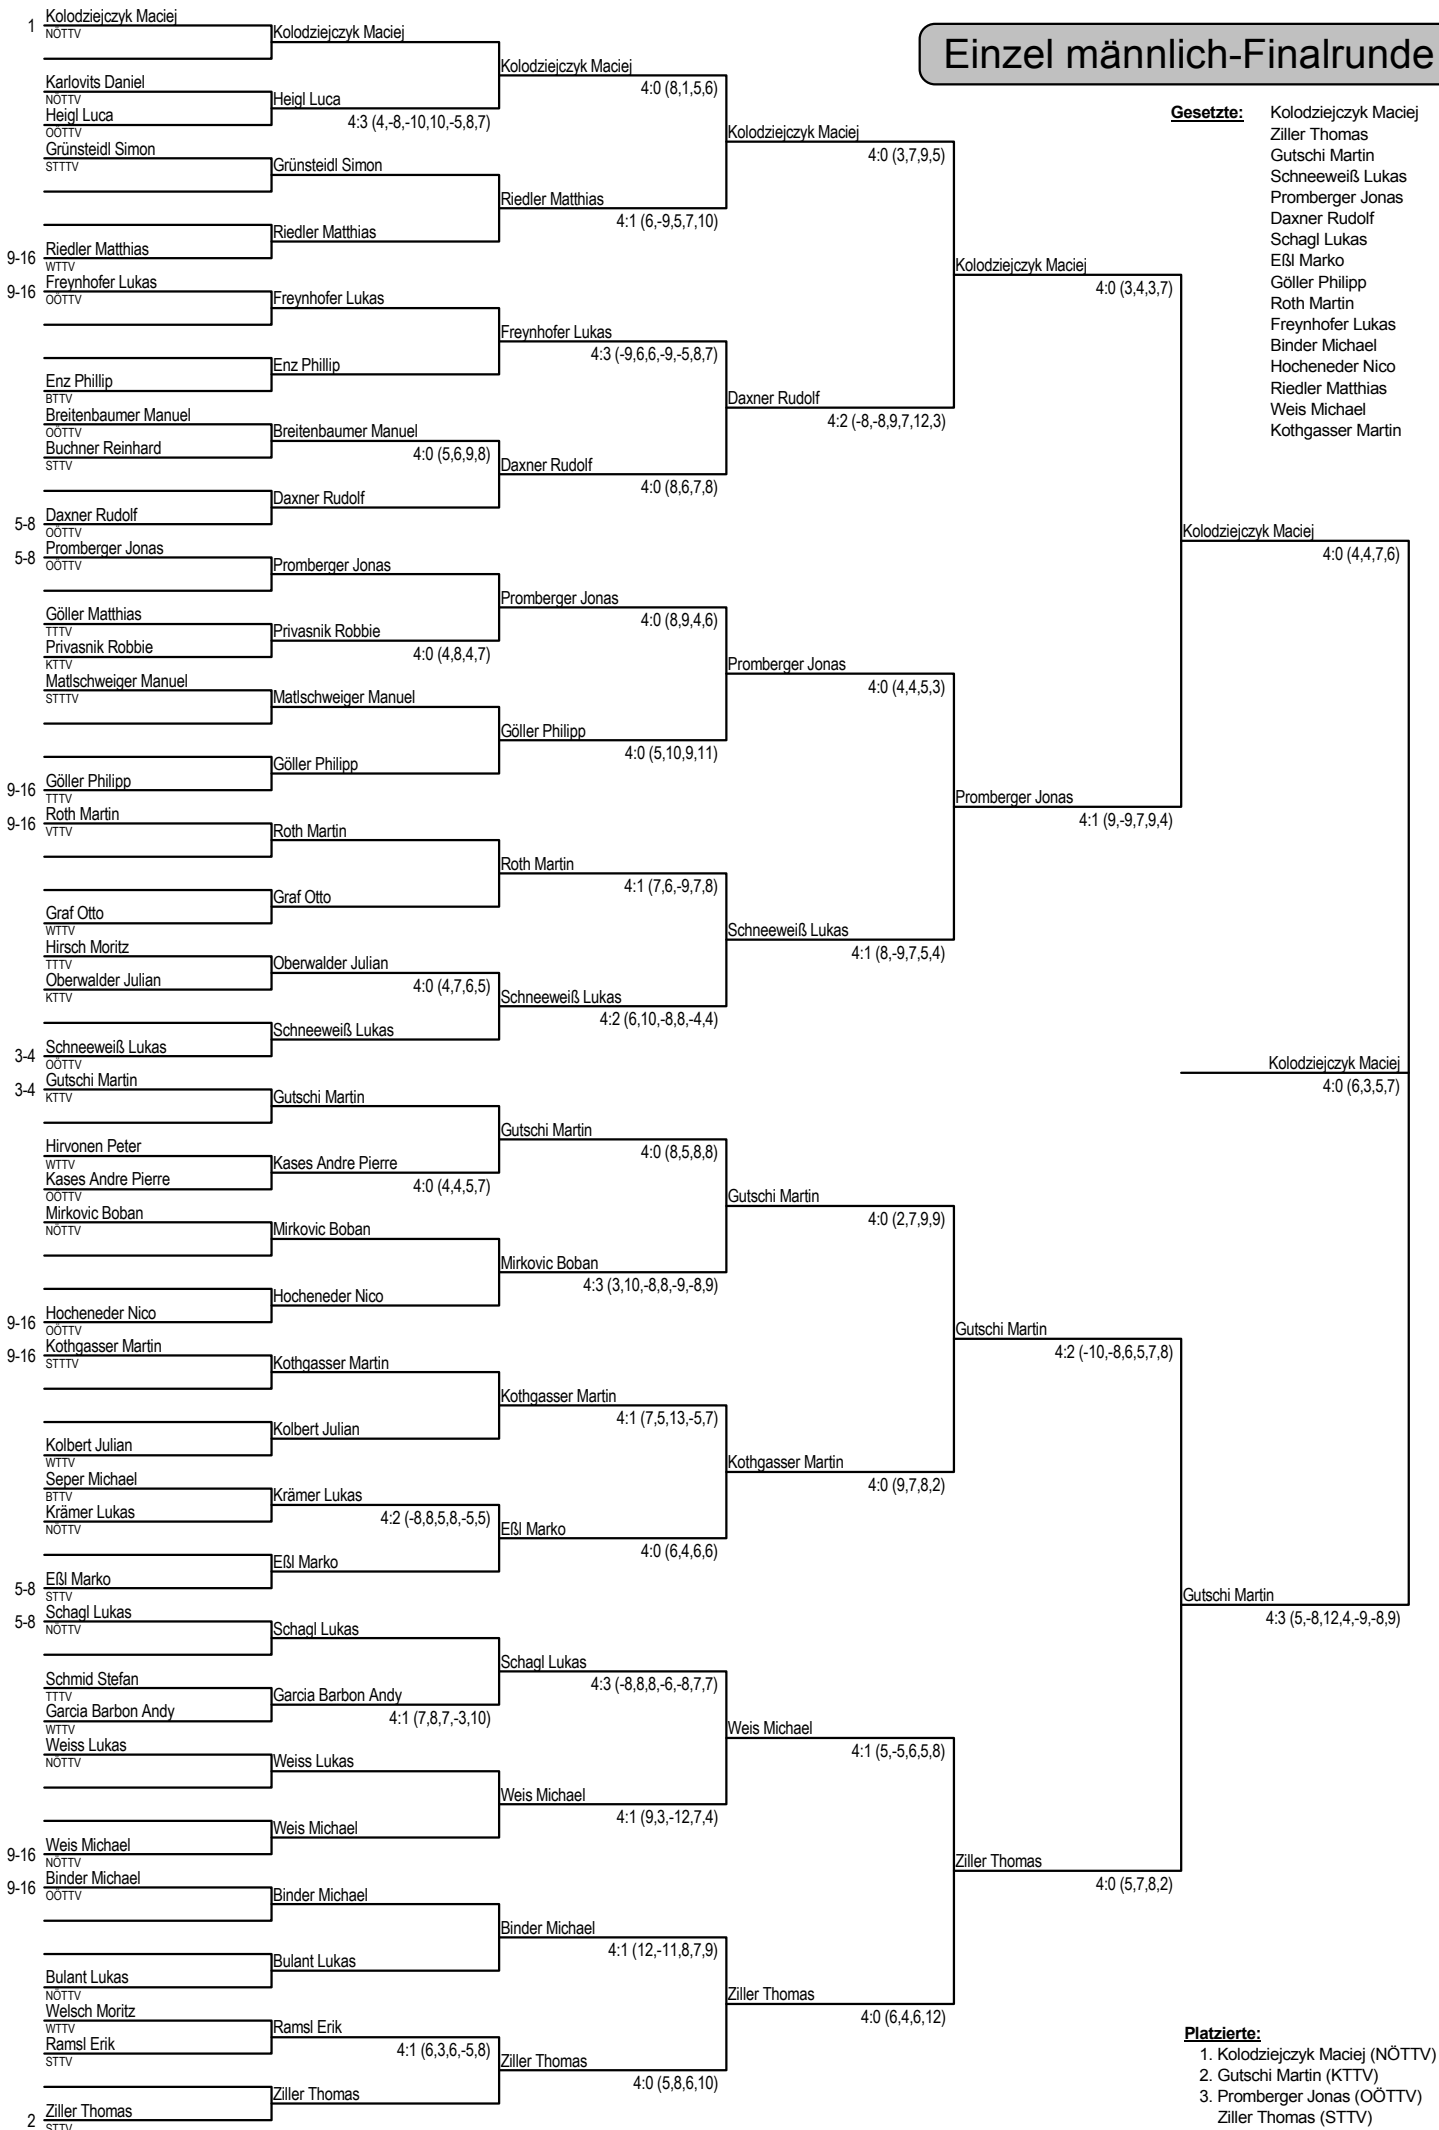 Einzel männlich-Finalrunde
Gesetzte: Kolodziejczyk Maciej
Ziller Thomas
Gutschi Martin
Schneeweiß Lukas
Promberger Jonas
Daxner Rudolf
Schagl Lukas
Eßl Marko
Göller Philipp
Roth Martin
Freynhofer Lukas
Binder Michael
Hocheneder Nico
Riedler Matthias
Weis Michael
Kothgasser Martin
1 Kolodziejczyk Maciej
NÖTTV
Karlovits Daniel
NÖTTV
Heigl Luca
OÖTTV
Grünsteidl Simon
STTTV
9-16 Riedler Matthias
WTTV
9-16 Freynhofer Lukas
OÖTTV
Enz Phillip
BTTV
Breitenbaumer Manuel
OÖTTV
Buchner Reinhard
STTV
5-8 Daxner Rudolf
OÖTTV
5-8 Promberger Jonas
OÖTTV
Göller Matthias
TTTV
Privasnik Robbie
KTTV
Matlschweiger Manuel
STTTV
9-16 Göller Philipp
TTTV
9-16 Roth Martin
VTTV
Graf Otto
WTTV
Hirsch Moritz
TTTV
Oberwalder Julian
KTTV
3-4 Schneeweiß Lukas
OÖTTV
3-4 Gutschi Martin
KTTV
Hirvonen Peter
WTTV
Kases Andre Pierre
OÖTTV
Mirkovic Boban
NÖTTV
9-16 Hocheneder Nico
OÖTTV
9-16 Kothgasser Martin
STTTV
Kolbert Julian
WTTV
Seper Michael
BTTV
Krämer Lukas
NÖTTV
5-8 Eßl Marko
STTV
5-8 Schagl Lukas
NÖTTV
Schmid Stefan
TTTV
Garcia Barbon Andy
WTTV
Weiss Lukas
NÖTTV
9-16 Weis Michael
NÖTTV
9-16 Binder Michael
OÖTTV
Bulant Lukas
NÖTTV
Welsch Moritz
WTTV
Ramsl Erik
STTV
2 Ziller Thomas
STTV
Kolodziejczyk Maciej
Heigl Luca
4:3 (4,-8,-10,10,-5,8,7)
Grünsteidl Simon
Riedler Matthias
Freynhofer Lukas
Enz Phillip
Breitenbaumer Manuel
4:0 (5,6,9,8)
Daxner Rudolf
Promberger Jonas
Privasnik Robbie
4:0 (4,8,4,7)
Matlschweiger Manuel
Göller Philipp
Roth Martin
Graf Otto
Oberwalder Julian
4:0 (4,7,6,5)
Schneeweiß Lukas
Gutschi Martin
Kases Andre Pierre
4:0 (4,4,5,7)
Mirkovic Boban
Hocheneder Nico
Kothgasser Martin
Kolbert Julian
Krämer Lukas
4:2 (-8,8,5,8,-5,5)
Eßl Marko
Schagl Lukas
Garcia Barbon Andy
4:1 (7,8,7,-3,10)
Weiss Lukas
Weis Michael
Binder Michael
Bulant Lukas
Ramsl Erik
4:1 (6,3,6,-5,8)
Ziller Thomas
Kolodziejczyk Maciej
4:0 (8,1,5,6)
Riedler Matthias
4:1 (6,-9,5,7,10)
Freynhofer Lukas
4:3 (-9,6,6,-9,-5,8,7)
Daxner Rudolf
4:0 (8,6,7,8)
Promberger Jonas
4:0 (8,9,4,6)
Göller Philipp
4:0 (5,10,9,11)
Roth Martin
4:1 (7,6,-9,7,8)
Schneeweiß Lukas
4:2 (6,10,-8,8,-4,4)
Gutschi Martin
4:0 (8,5,8,8)
Mirkovic Boban
4:3 (3,10,-8,8,-9,-8,9)
Kothgasser Martin
4:1 (7,5,13,-5,7)
Eßl Marko
4:0 (6,4,6,6)
Schagl Lukas
4:3 (-8,8,8,-6,-8,7,7)
Weis Michael
4:1 (9,3,-12,7,4)
Binder Michael
4:1 (12,-11,8,7,9)
Ziller Thomas
4:0 (5,8,6,10)
Kolodziejczyk Maciej
4:0 (3,7,9,5)
Daxner Rudolf
4:2 (-8,-8,9,7,12,3)
Promberger Jonas
4:0 (4,4,5,3)
Schneeweiß Lukas
4:1 (8,-9,7,5,4)
Gutschi Martin
4:0 (2,7,9,9)
Kothgasser Martin
4:0 (9,7,8,2)
Weis Michael
4:1 (5,-5,6,5,8)
Ziller Thomas
4:0 (6,4,6,12)
Kolodziejczyk Maciej
4:0 (3,4,3,7)
Promberger Jonas
4:1 (9,-9,7,9,4)
Gutschi Martin
4:2 (-10,-8,6,5,7,8)
Ziller Thomas
4:0 (5,7,8,2)
Kolodziejczyk Maciej
4:0 (4,4,7,6)
Gutschi Martin
4:3 (5,-8,12,4,-9,-8,9)
Kolodziejczyk Maciej
4:0 (6,3,5,7)
Platzierte:
1. Kolodziejczyk Maciej (NÖTTV)
2. Gutschi Martin (KTTV)
3. Promberger Jonas (OÖTTV)
Ziller Thomas (STTV)